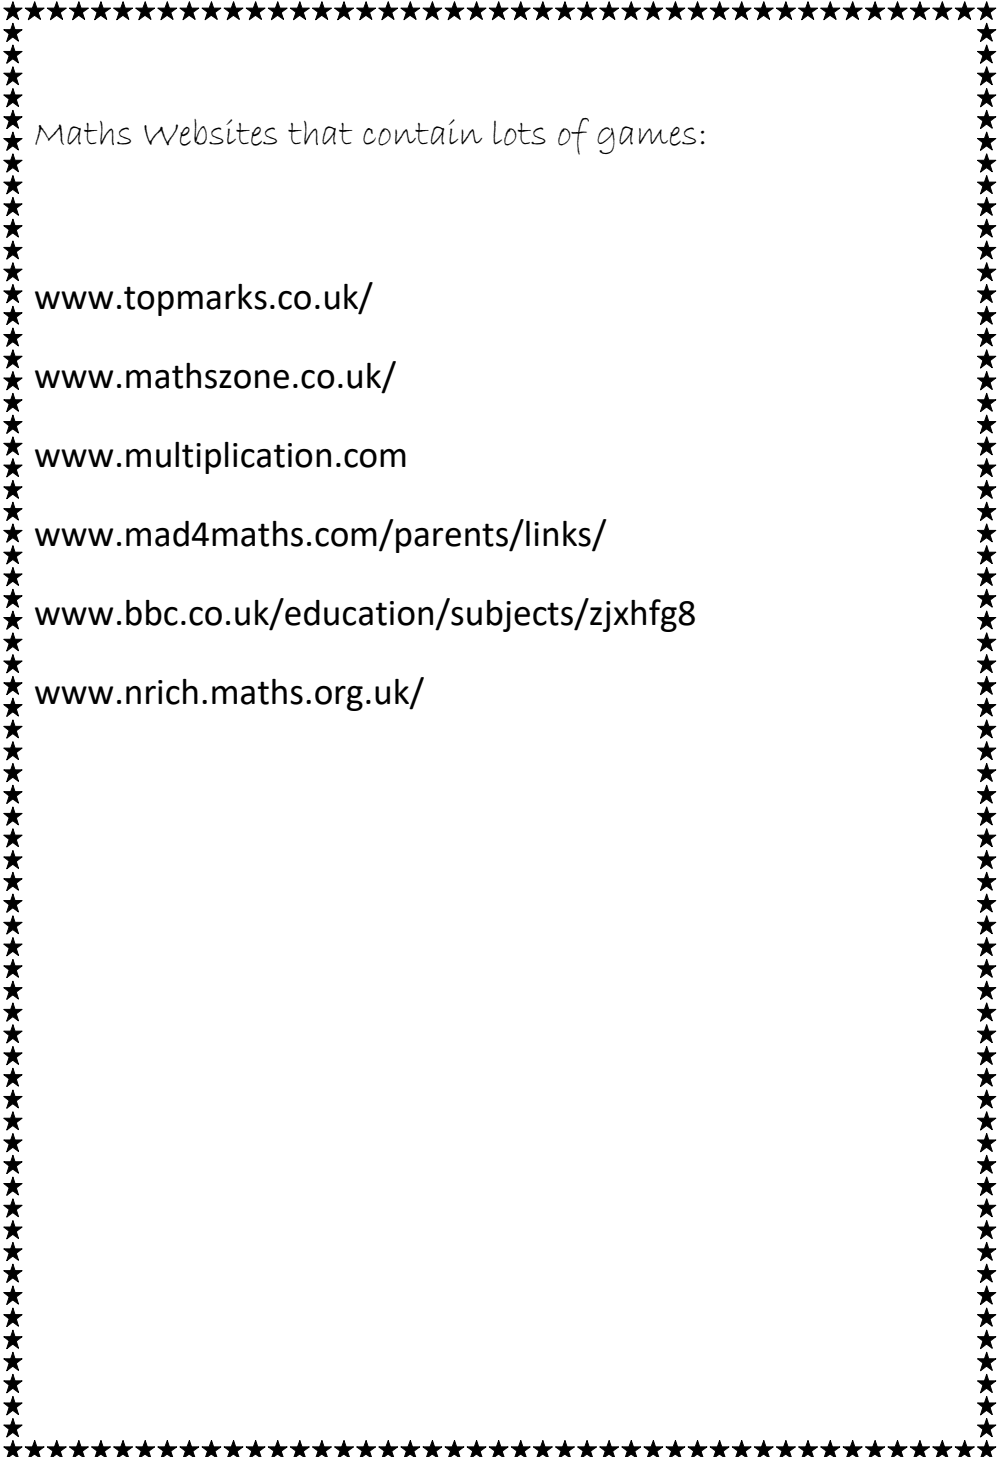 Maths Websites that contain lots of games:
www.topmarks.co.uk/
www.mathszone.co.uk/
www.multiplication.com
www.mad4maths.com/parents/links/
www.bbc.co.uk/education/subjects/zjxhfg8
www.nrich.maths.org.uk/